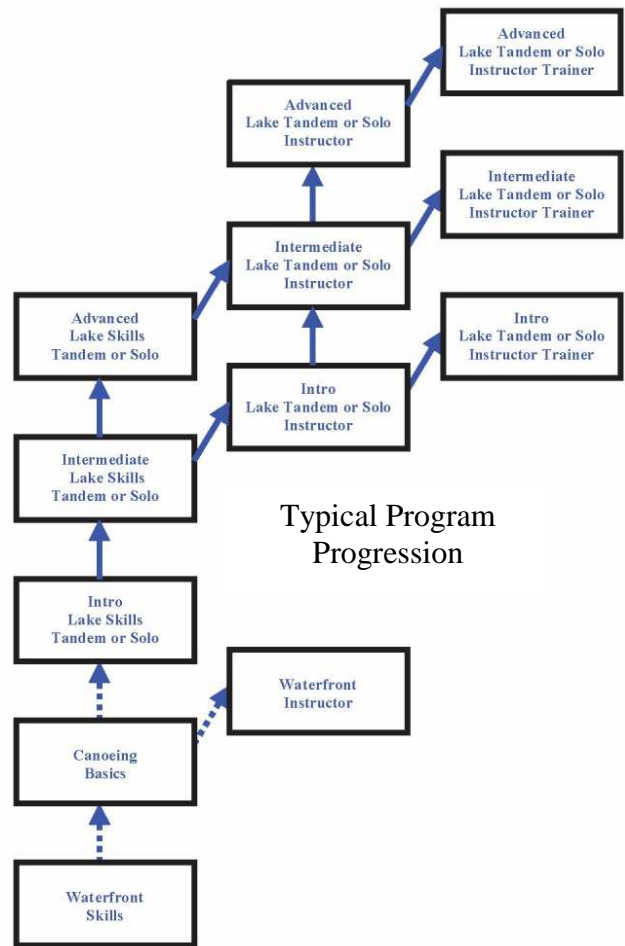 Advanced
Lake Tandem or Solo
Instructor Trainer
Advanced
Lake Tandem or Solo
Instructor
Intermediate
Lake Tandem or Solo
Instructor Trainer
Intermediate
Lake Tandem or Solo
Instructor
Advanced
Lake Skills
Tandem or Solo
Intro
Lake Tandem or Solo
Instructor Trainer
Intro
Lake Tandem or Solo
Instructor
Intermediate
Lake Skills
Tandem or Solo
Typical Program
Progression
Intro
Lake Skills
Tandem or Solo
Waterfront
Instructor
Canoeing
Basics
Waterfront
Skills